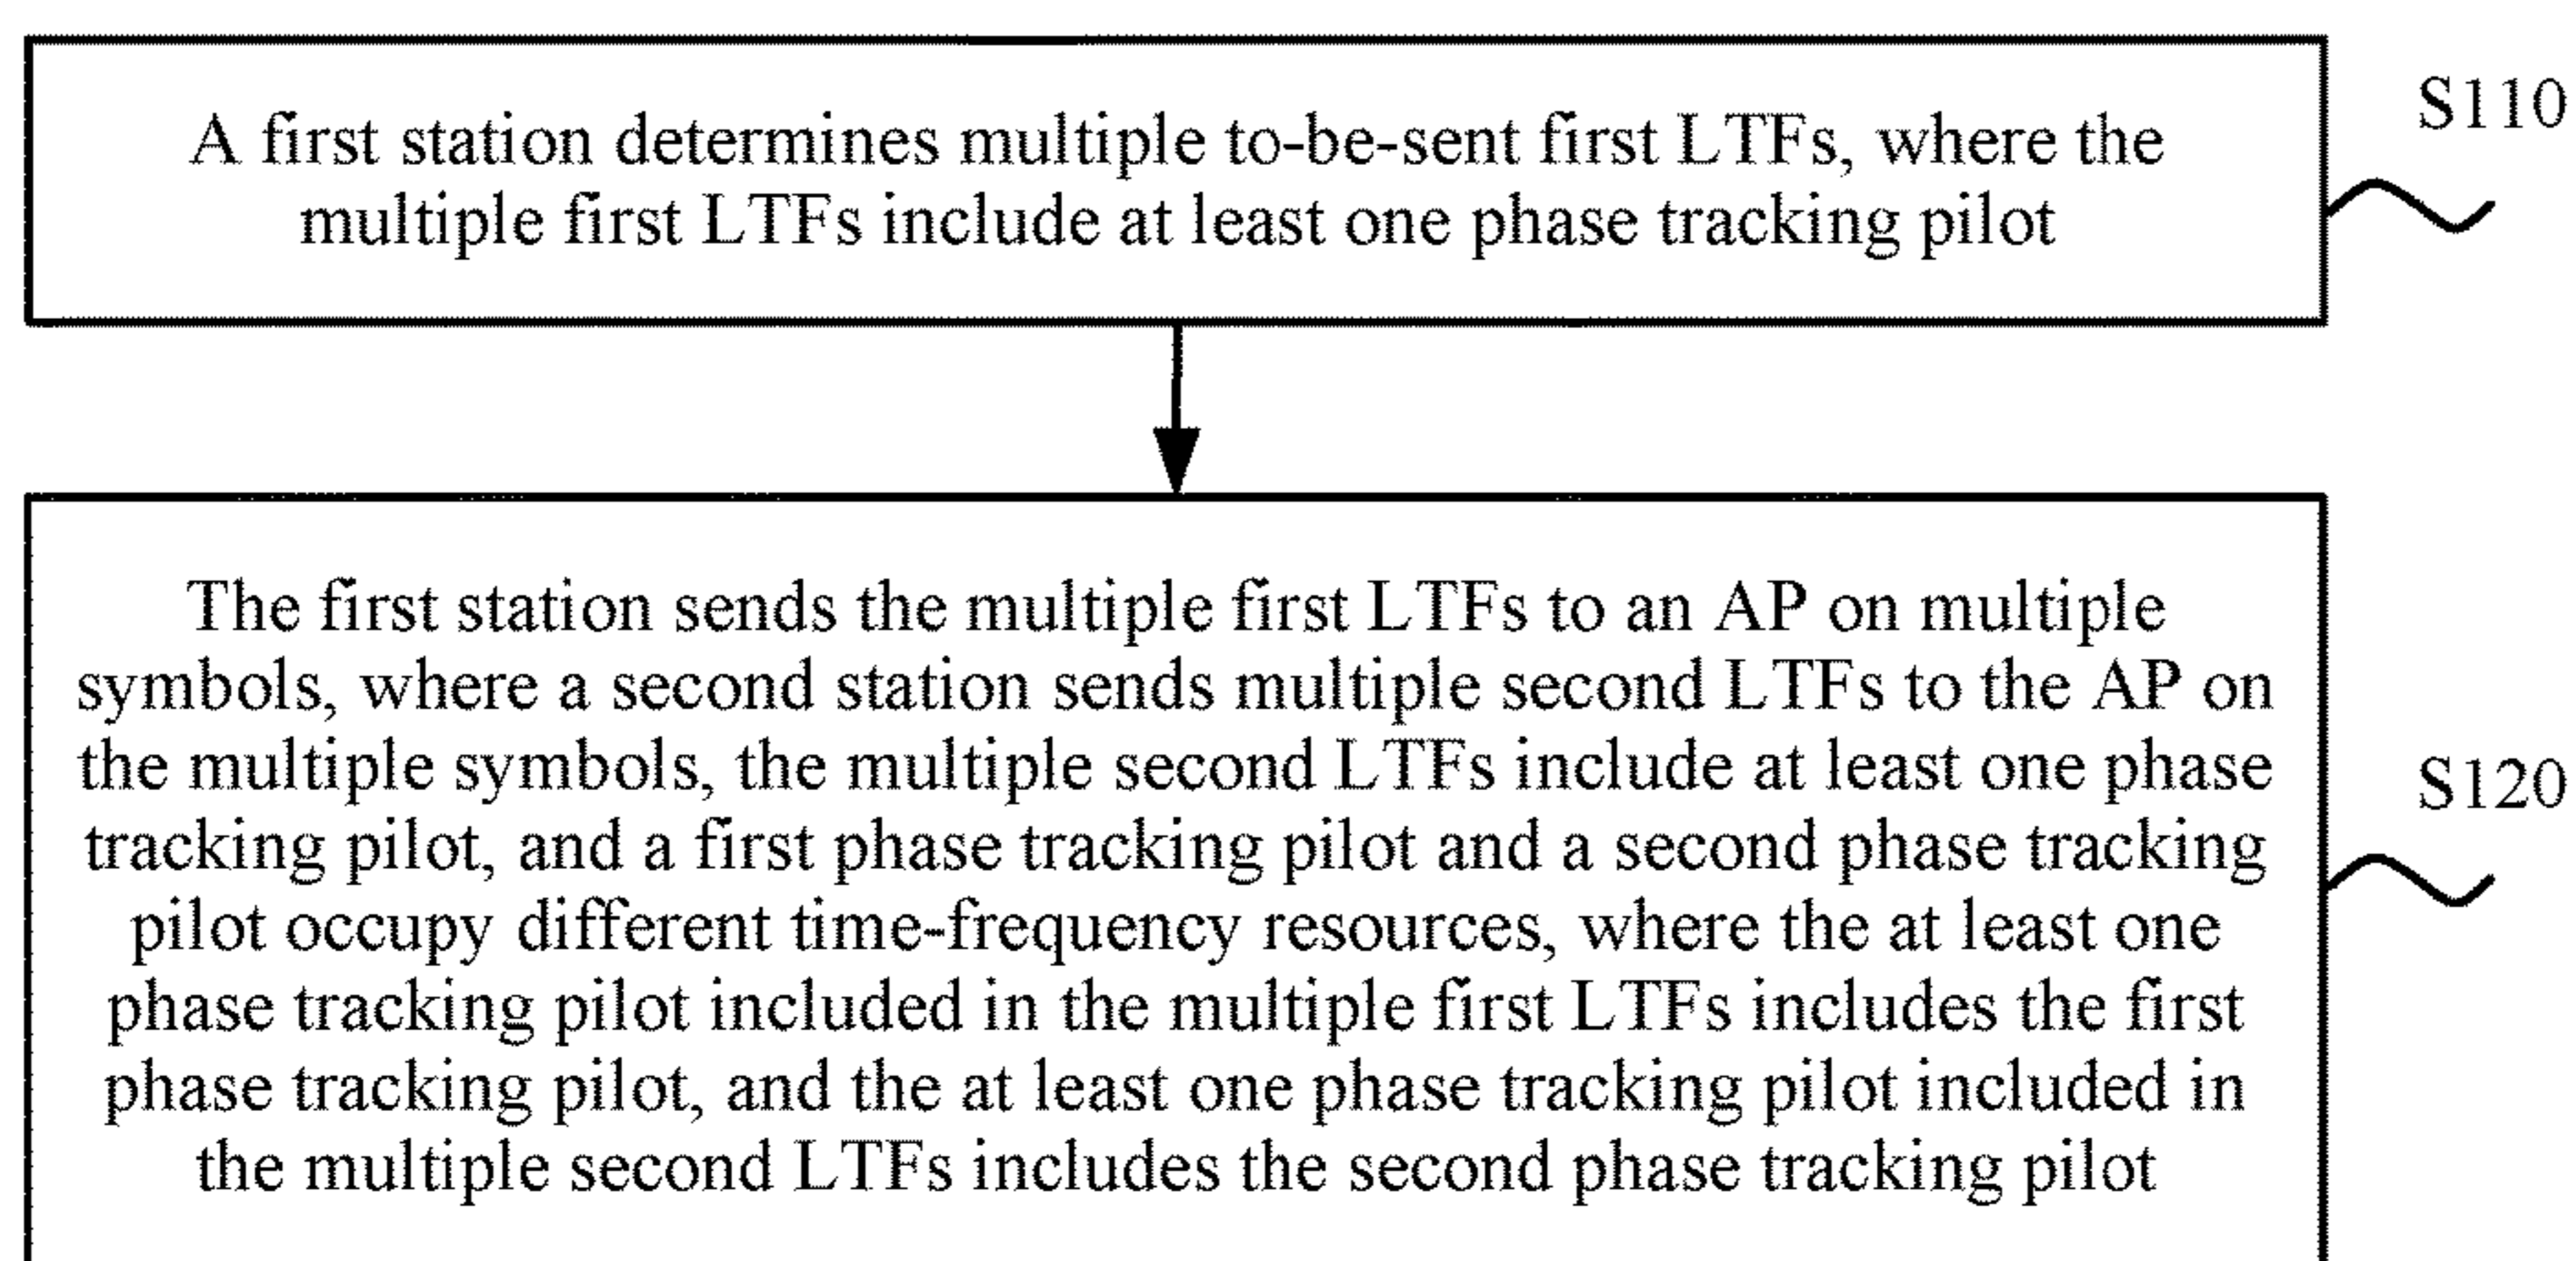 A first station determines multiple to-be-sent first LTFs, where the
multiple first LTFs include at least one phase tracking pilot
S110
The first station sends the multiple first LTFs to an AP on multiple
symbols, where a second station sends multiple second LTFs to the AP on
the multiple symbols, the multiple second LTFs include at least one phase
tracking pilot, and a first phase tracking pilot and a second phase tracking
pilot occupy different time-frequency resources, where the at least one
phase tracking pilot included in the multiple first LTFs includes the first
phase tracking pilot, and the at least one phase tracking pilot included in
the multiple second LTFs includes the second phase tracking pilot
S120